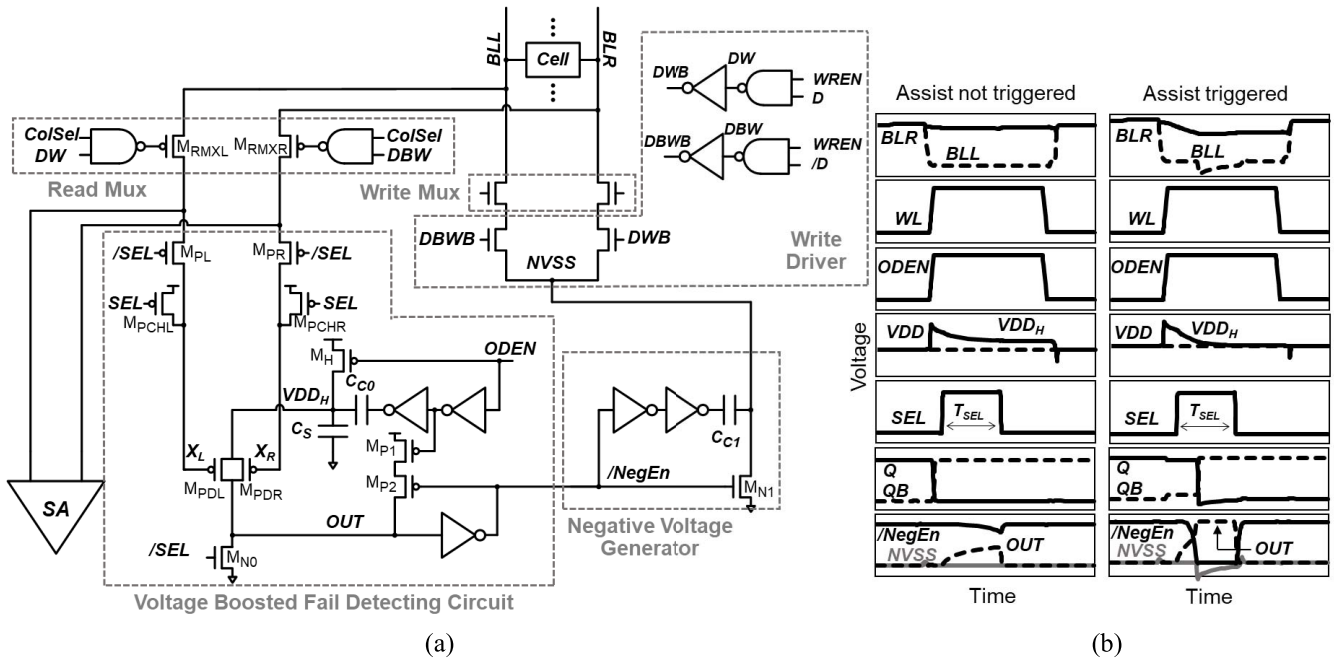 BLL
Cell
BLR
DWB
DW
WREN
D
DBWB
DBW
WREN
/D
ColSel
DW
MRMXL
MRMXR
ColSel
DBW
Read Mux
Write Mux
/SEL
MPL
MPR
/SEL
DBWB
DWB
NVSS
Write
Driver
SEL
MPCHL
SEL
MPCHR
MH
ODEN
CC0
VDDH
CS
XL
XR
MPDL
MPDR
MP1
MP2
/NegEn
CC1
MN1
SA
OUT
/SEL
MN0
Negative Voltage
Generator
Voltage Boosted Fail Detecting Circuit
(a)
Assist not triggered
Assist triggered
BLR
BLL
BLR
BLL
WL
WL
ODEN
ODEN
VDD
VDDH
VDD
VDDH
Voltage
SEL
TSEL
SEL
TSEL
Q
QB
Q
QB
/NegEn
NVSS
OUT
/NegEn
NVSS
OUT
Time
Time
(b)